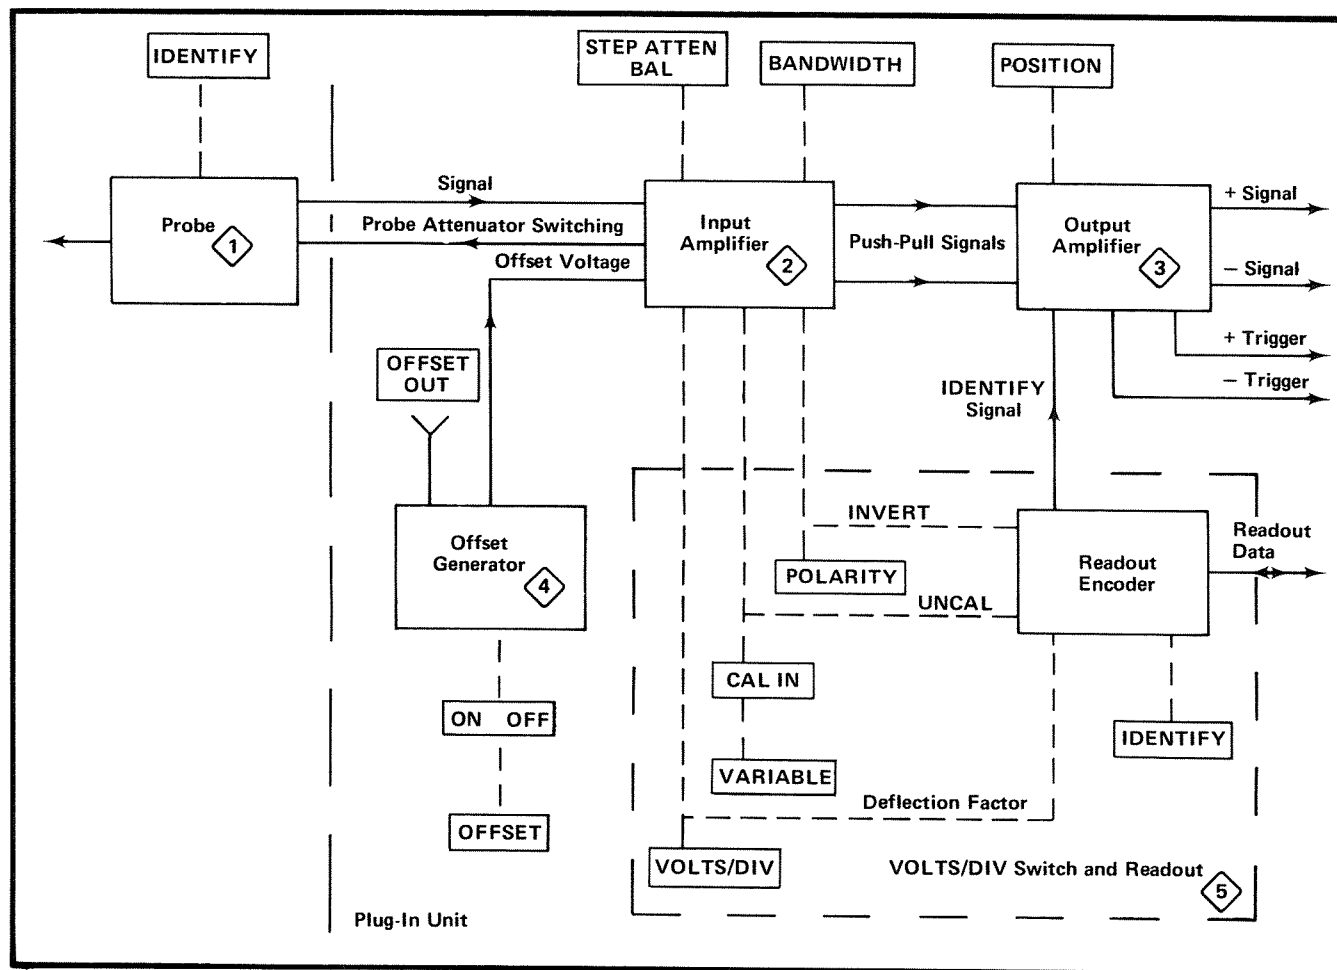 IDENTIFY
STEP ATTEN
BAL
BANDWIDTH
POSITION
Signal
Probe
1
Probe Attenuator Switching
Offset Voltage
Input
Amplifier
2
Push-Pull Signals
Output
Amplifier
3
+ Signal
– Signal
+ Trigger
– Trigger
OFFSET
OUT
IDENTIFY
Signal
Offset
Generator
4
INVERT
POLARITY
UNCAL
Readout
Encoder
Readout
Data
CAL IN
ON OFF
IDENTIFY
VARIABLE
Deflection Factor
OFFSET
VOLTS/DIV
VOLTS/DIV Switch and Readout
5
Plug-In Unit